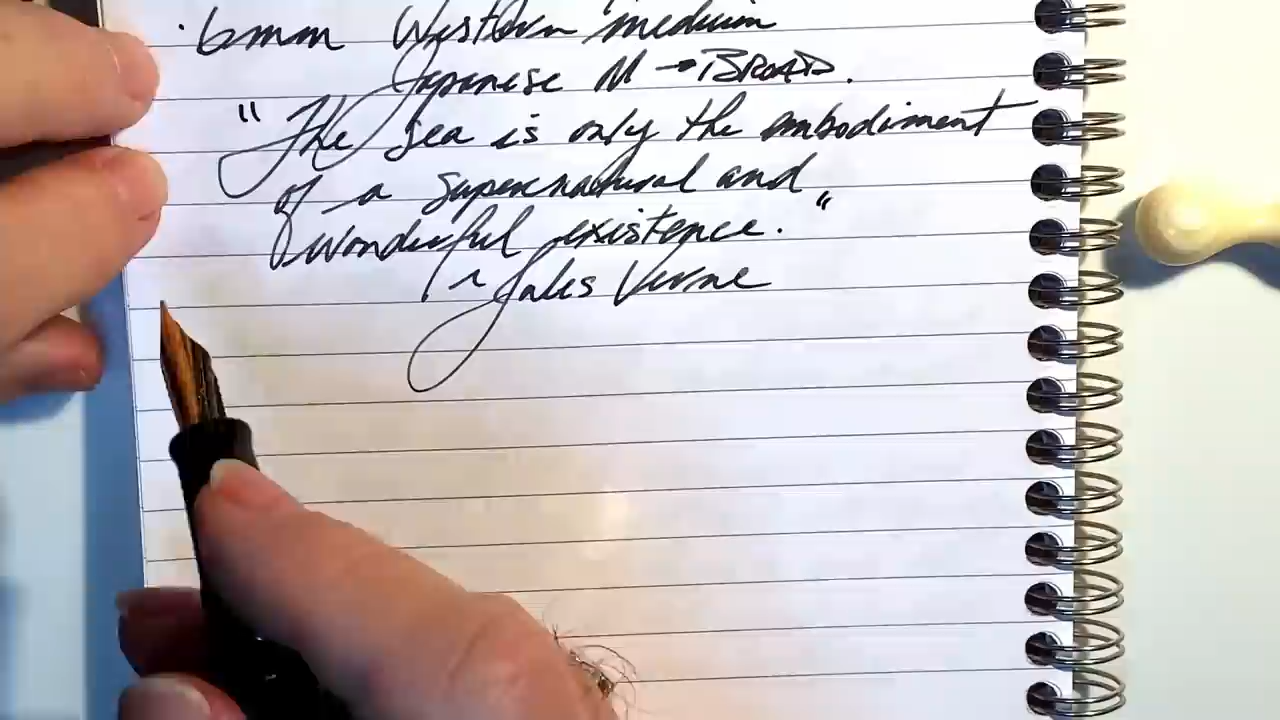 .6mm Western medium
Japanese M → BROAD.
"The sea is only the embodiment
of a supernatural and
wonderful existence."
~ Jules Verne